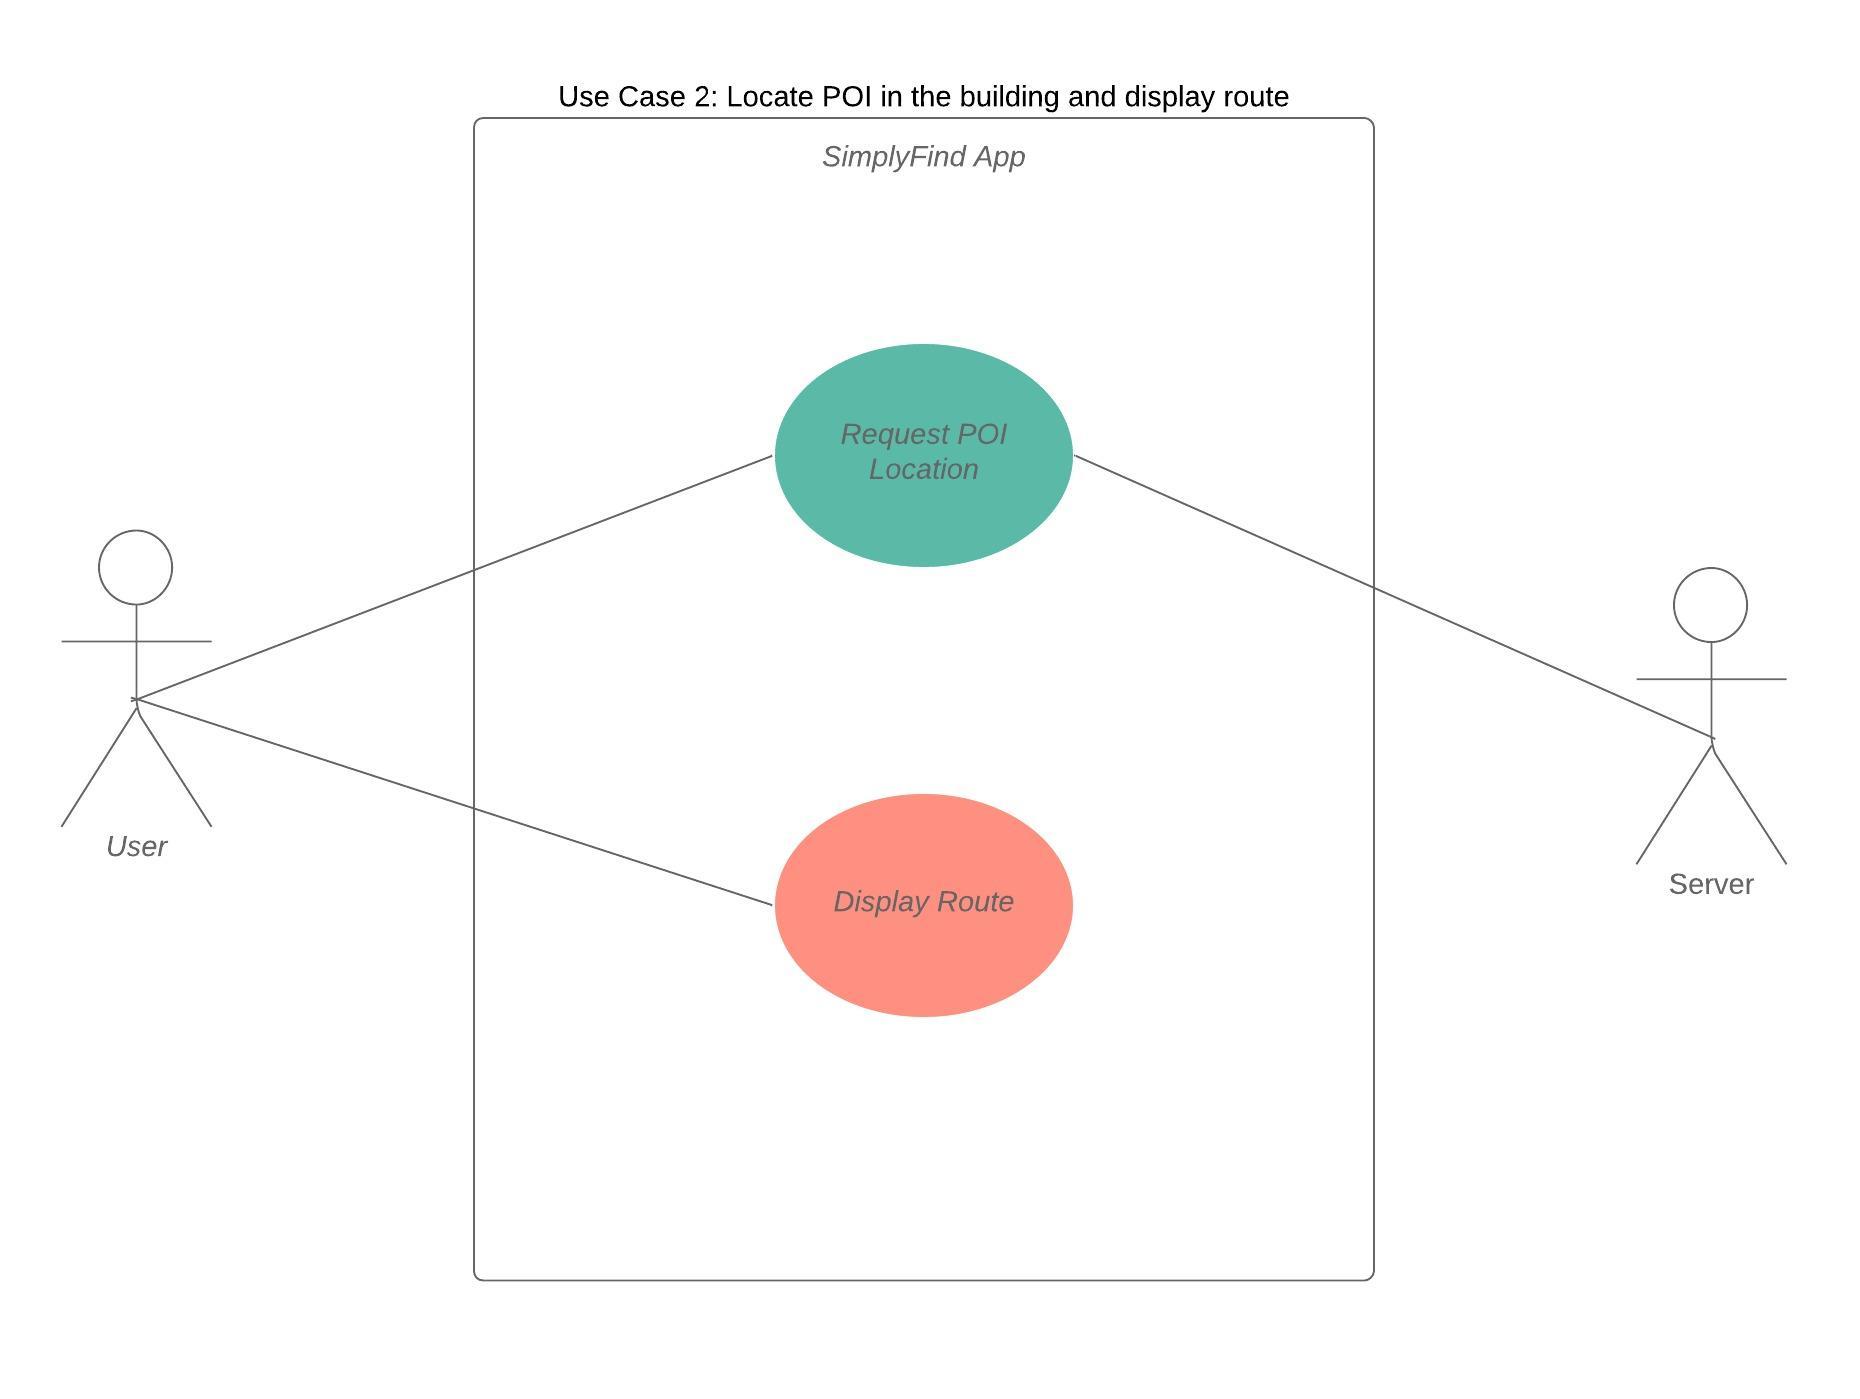 Use Case 2: Locate POI in the building and display route
SimplyFind App
Request POI
Location
User
Display Route
Server